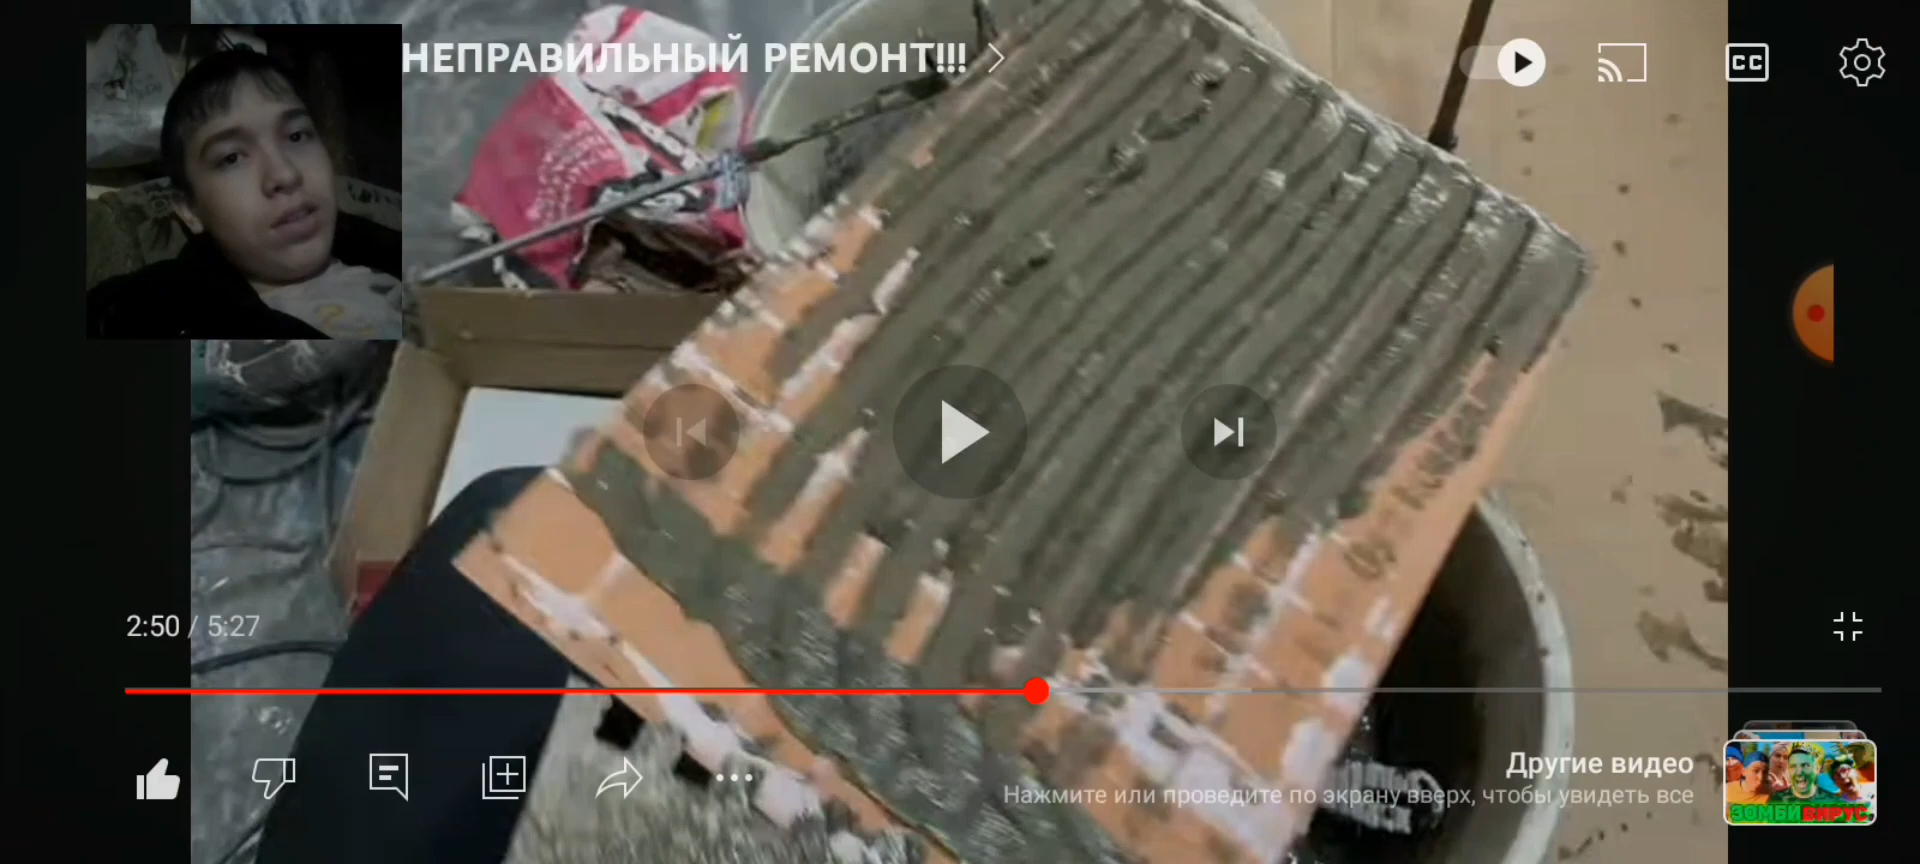 НЕПРАВИЛЬНЫЙ РЕМОНТ!!!
CC
2:50 / 5:27
Другие видео
Нажмите или проведите по экрану вверх, чтобы увидеть все
ЗОМБИ ВИРУС